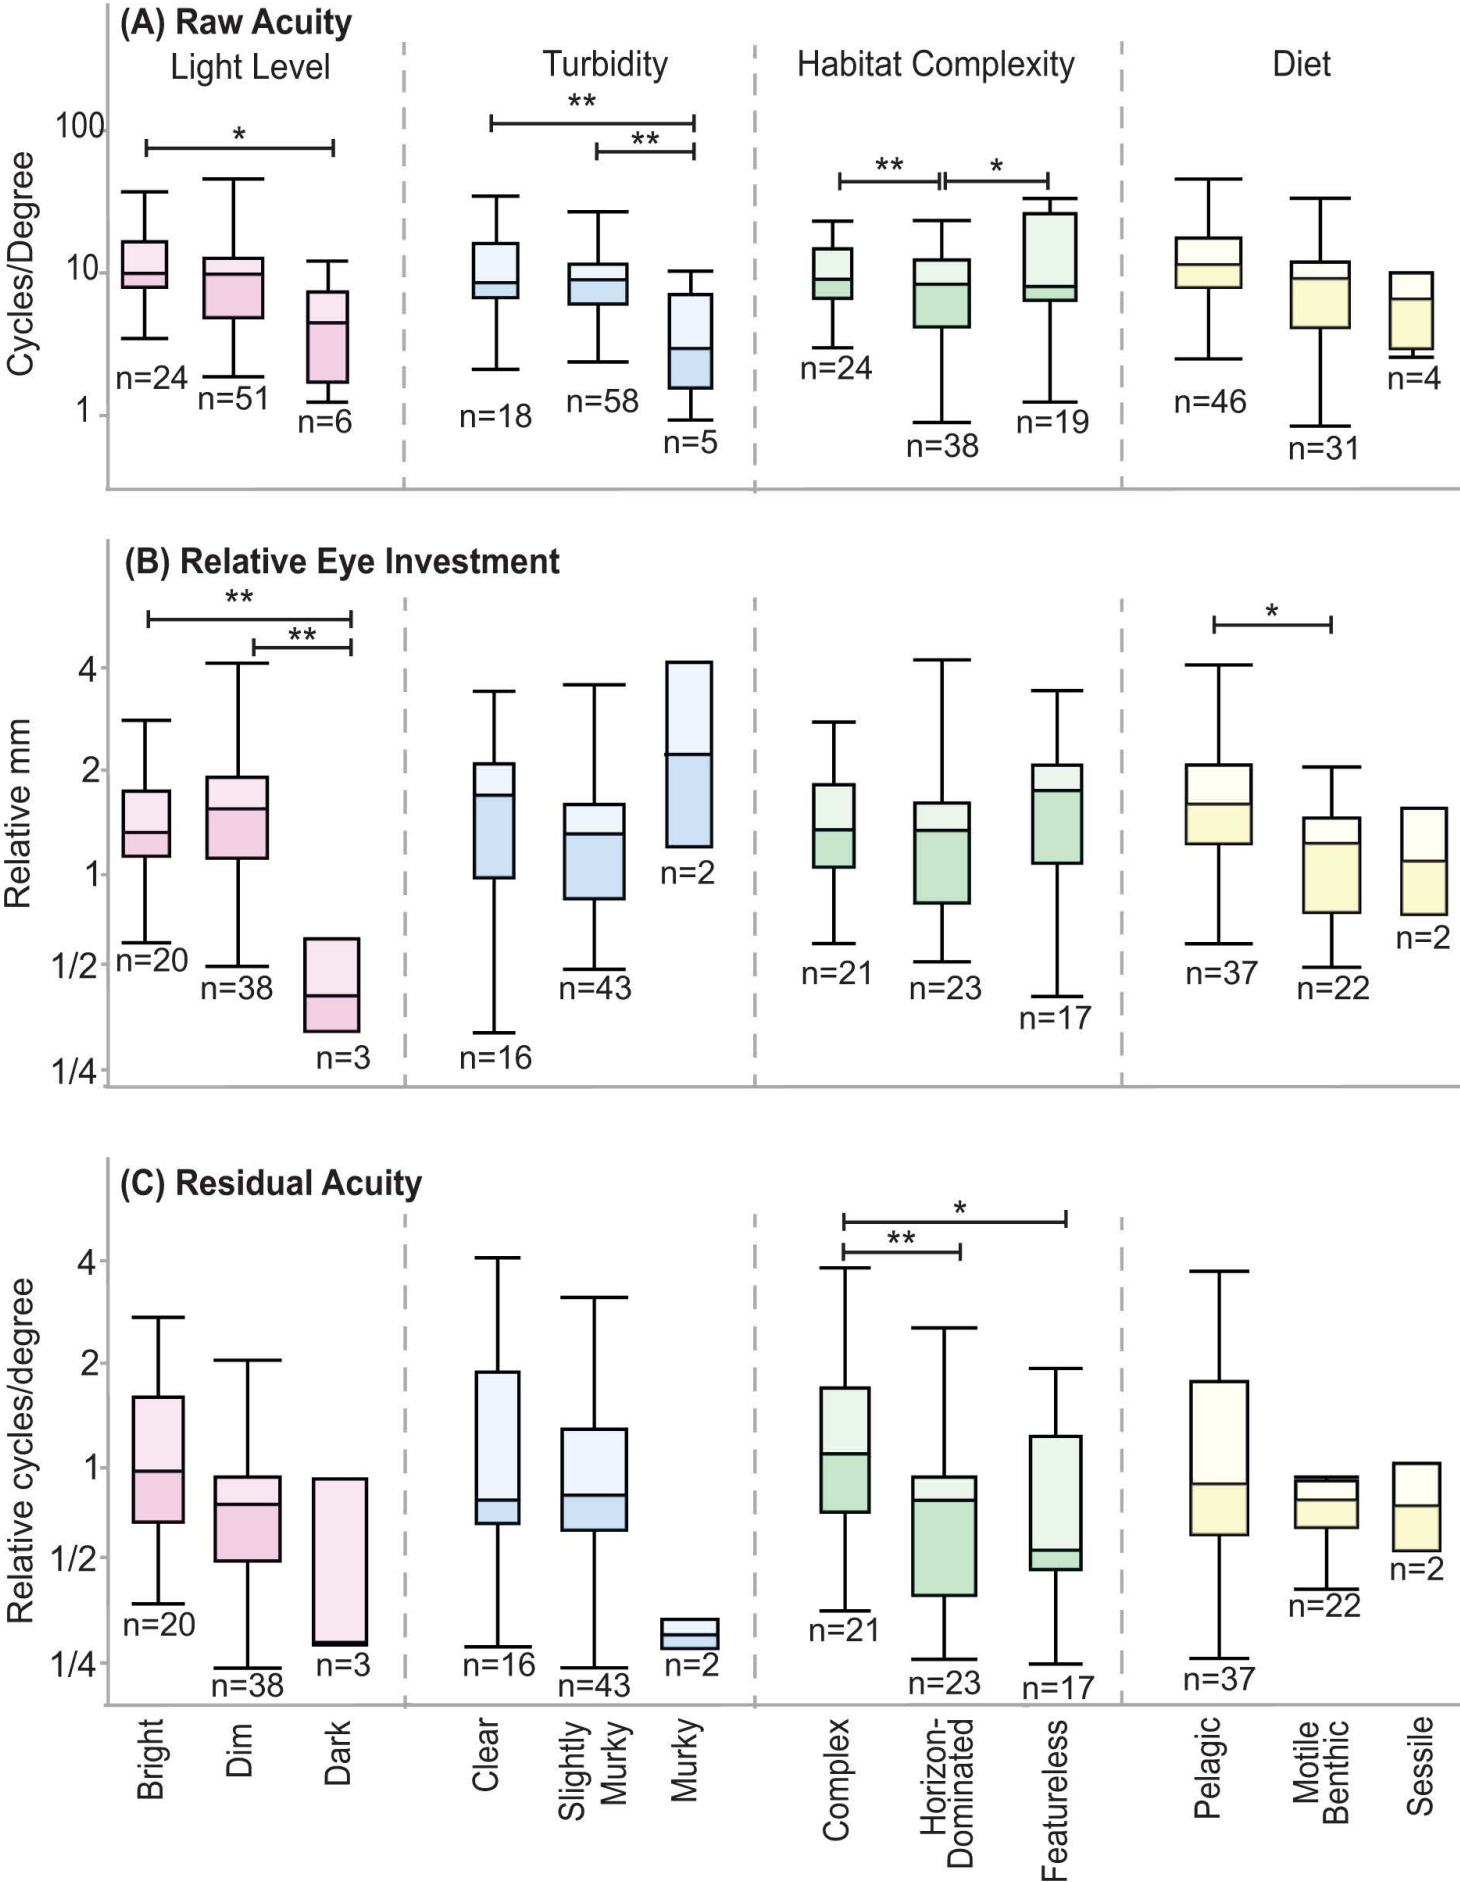 (A) Raw Acuity
Light Level
Turbidity
Habitat Complexity
Diet
Cycles/Degree
100
10
1
*
**
**
**
*
n=24
n=51
n=6
n=18
n=58
n=5
n=24
n=38
n=19
n=46
n=31
n=4
(B) Relative Eye Investment
Relative mm
4
2
1
1/2
1/4
**
**
*
n=20
n=38
n=3
n=16
n=43
n=2
n=21
n=23
n=17
n=37
n=22
n=2
(C) Residual Acuity
Relative cycles/degree
4
2
1
1/2
1/4
*
**
n=20
n=38
n=3
n=16
n=43
n=2
n=21
n=23
n=17
n=37
n=22
n=2
Bright
Dim
Dark
Clear
Slightly
Murky
Murky
Complex
Horizon-
Dominated
Featureless
Pelagic
Motile
Benthic
Sessile